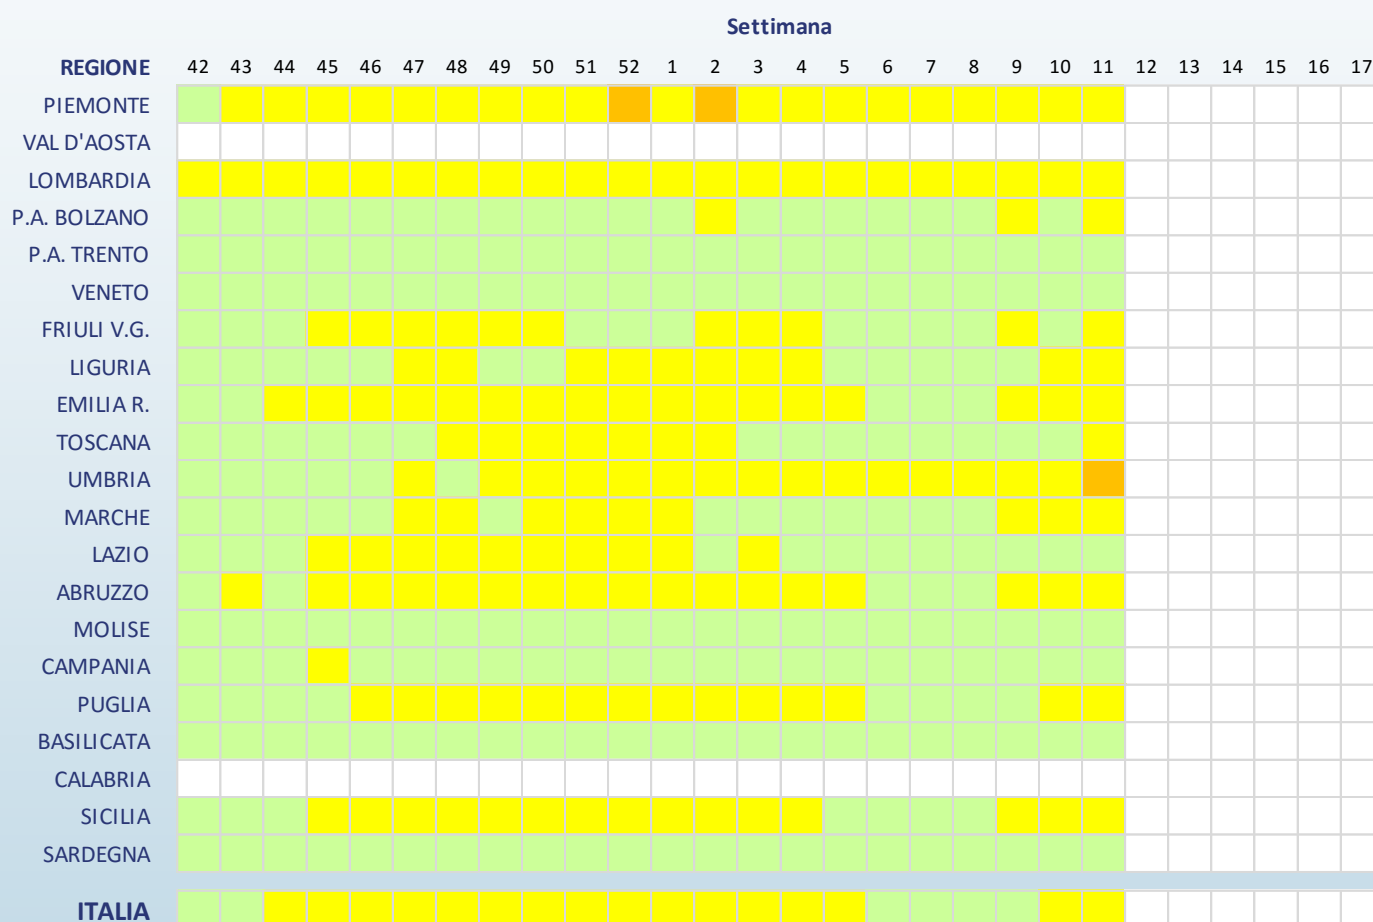 Settimana
REGIONE 42 43 44 45 46 47 48 49 50 51 52 1 2 3 4 5 6 7 8 9 10 11 12 13 14 15 16 17
PIEMONTE
VAL D'AOSTA
LOMBARDIA
P.A. BOLZANO
P.A. TRENTO
VENETO
FRIULI V.G.
LIGURIA
EMILIA R.
TOSCANA
UMBRIA
MARCHE
LAZIO
ABRUZZO
MOLISE
CAMPANIA
PUGLIA
BASILICATA
CALABRIA
SICILIA
SARDEGNA
ITALIA